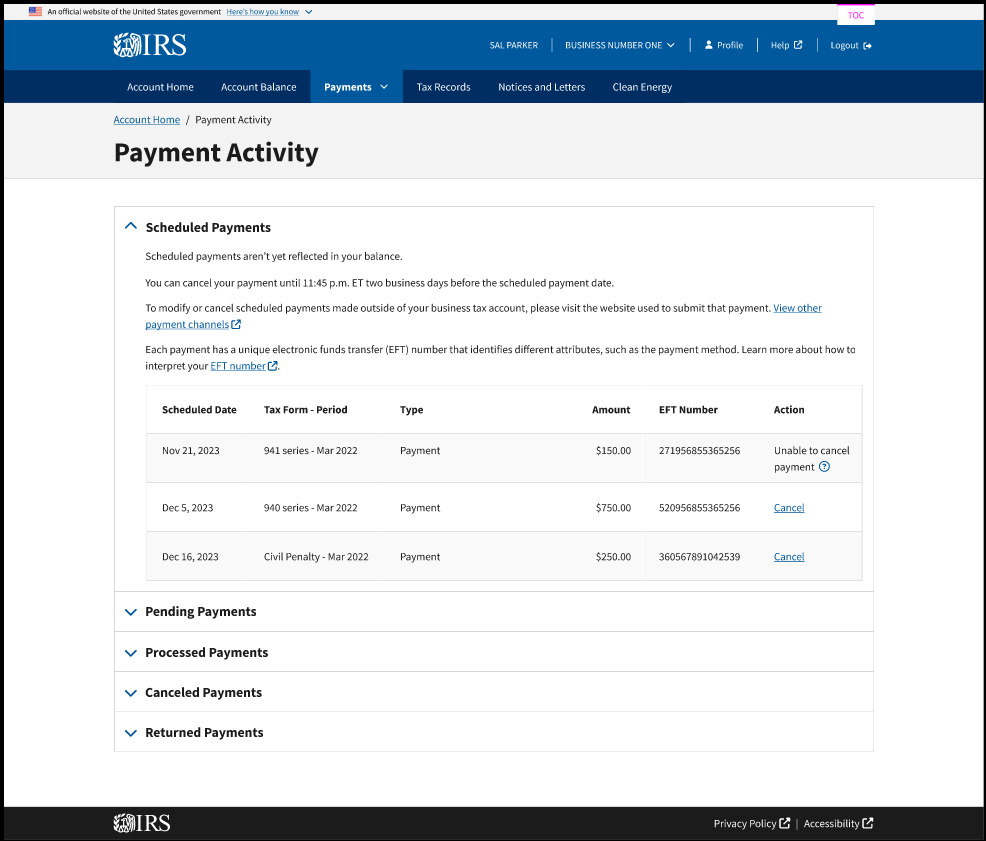 An official website of the United States government Here's how you know
TOC
IRS
SAL PARKER BUSINESS NUMBER ONE Profile Help Logout
Account Home Account Balance Payments Tax Records Notices and Letters Clean Energy
Account Home / Payment Activity
Payment Activity
Scheduled Payments
Scheduled payments aren't yet reflected in your balance.
You can cancel your payment until 11:45 p.m. ET two business days before the scheduled payment date.
To modify or cancel scheduled payments made outside of your business tax account, please visit the website used to submit that payment. View other
payment channels
Each payment has a unique electronic funds transfer (EFT) number that identifies different attributes, such as the payment method. Learn more about how to
interpret your EFT number.
Scheduled Date Tax Form - Period Type Amount EFT Number Action
Nov 21, 2023 941 series - Mar 2022 Payment $150.00 271956855365256 Unable to cancel
payment
Dec 5, 2023 940 series - Mar 2022 Payment $750.00 520956855365256 Cancel
Dec 16, 2023 Civil Penalty - Mar 2022 Payment $250.00 360567891042539 Cancel
Pending Payments
Processed Payments
Canceled Payments
Returned Payments
IRS
Privacy Policy | Accessibility